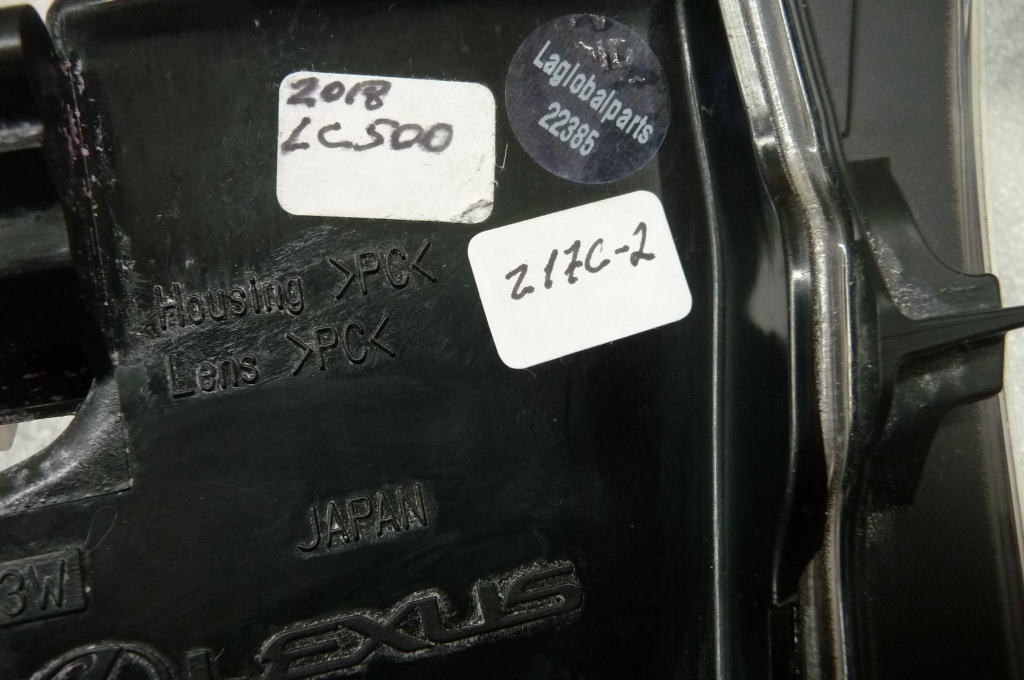 2018
LC500
Laglobalparts
22385
217C-2
Housing >PC<
Lens >PC<
JAPAN
3W
LEXUS